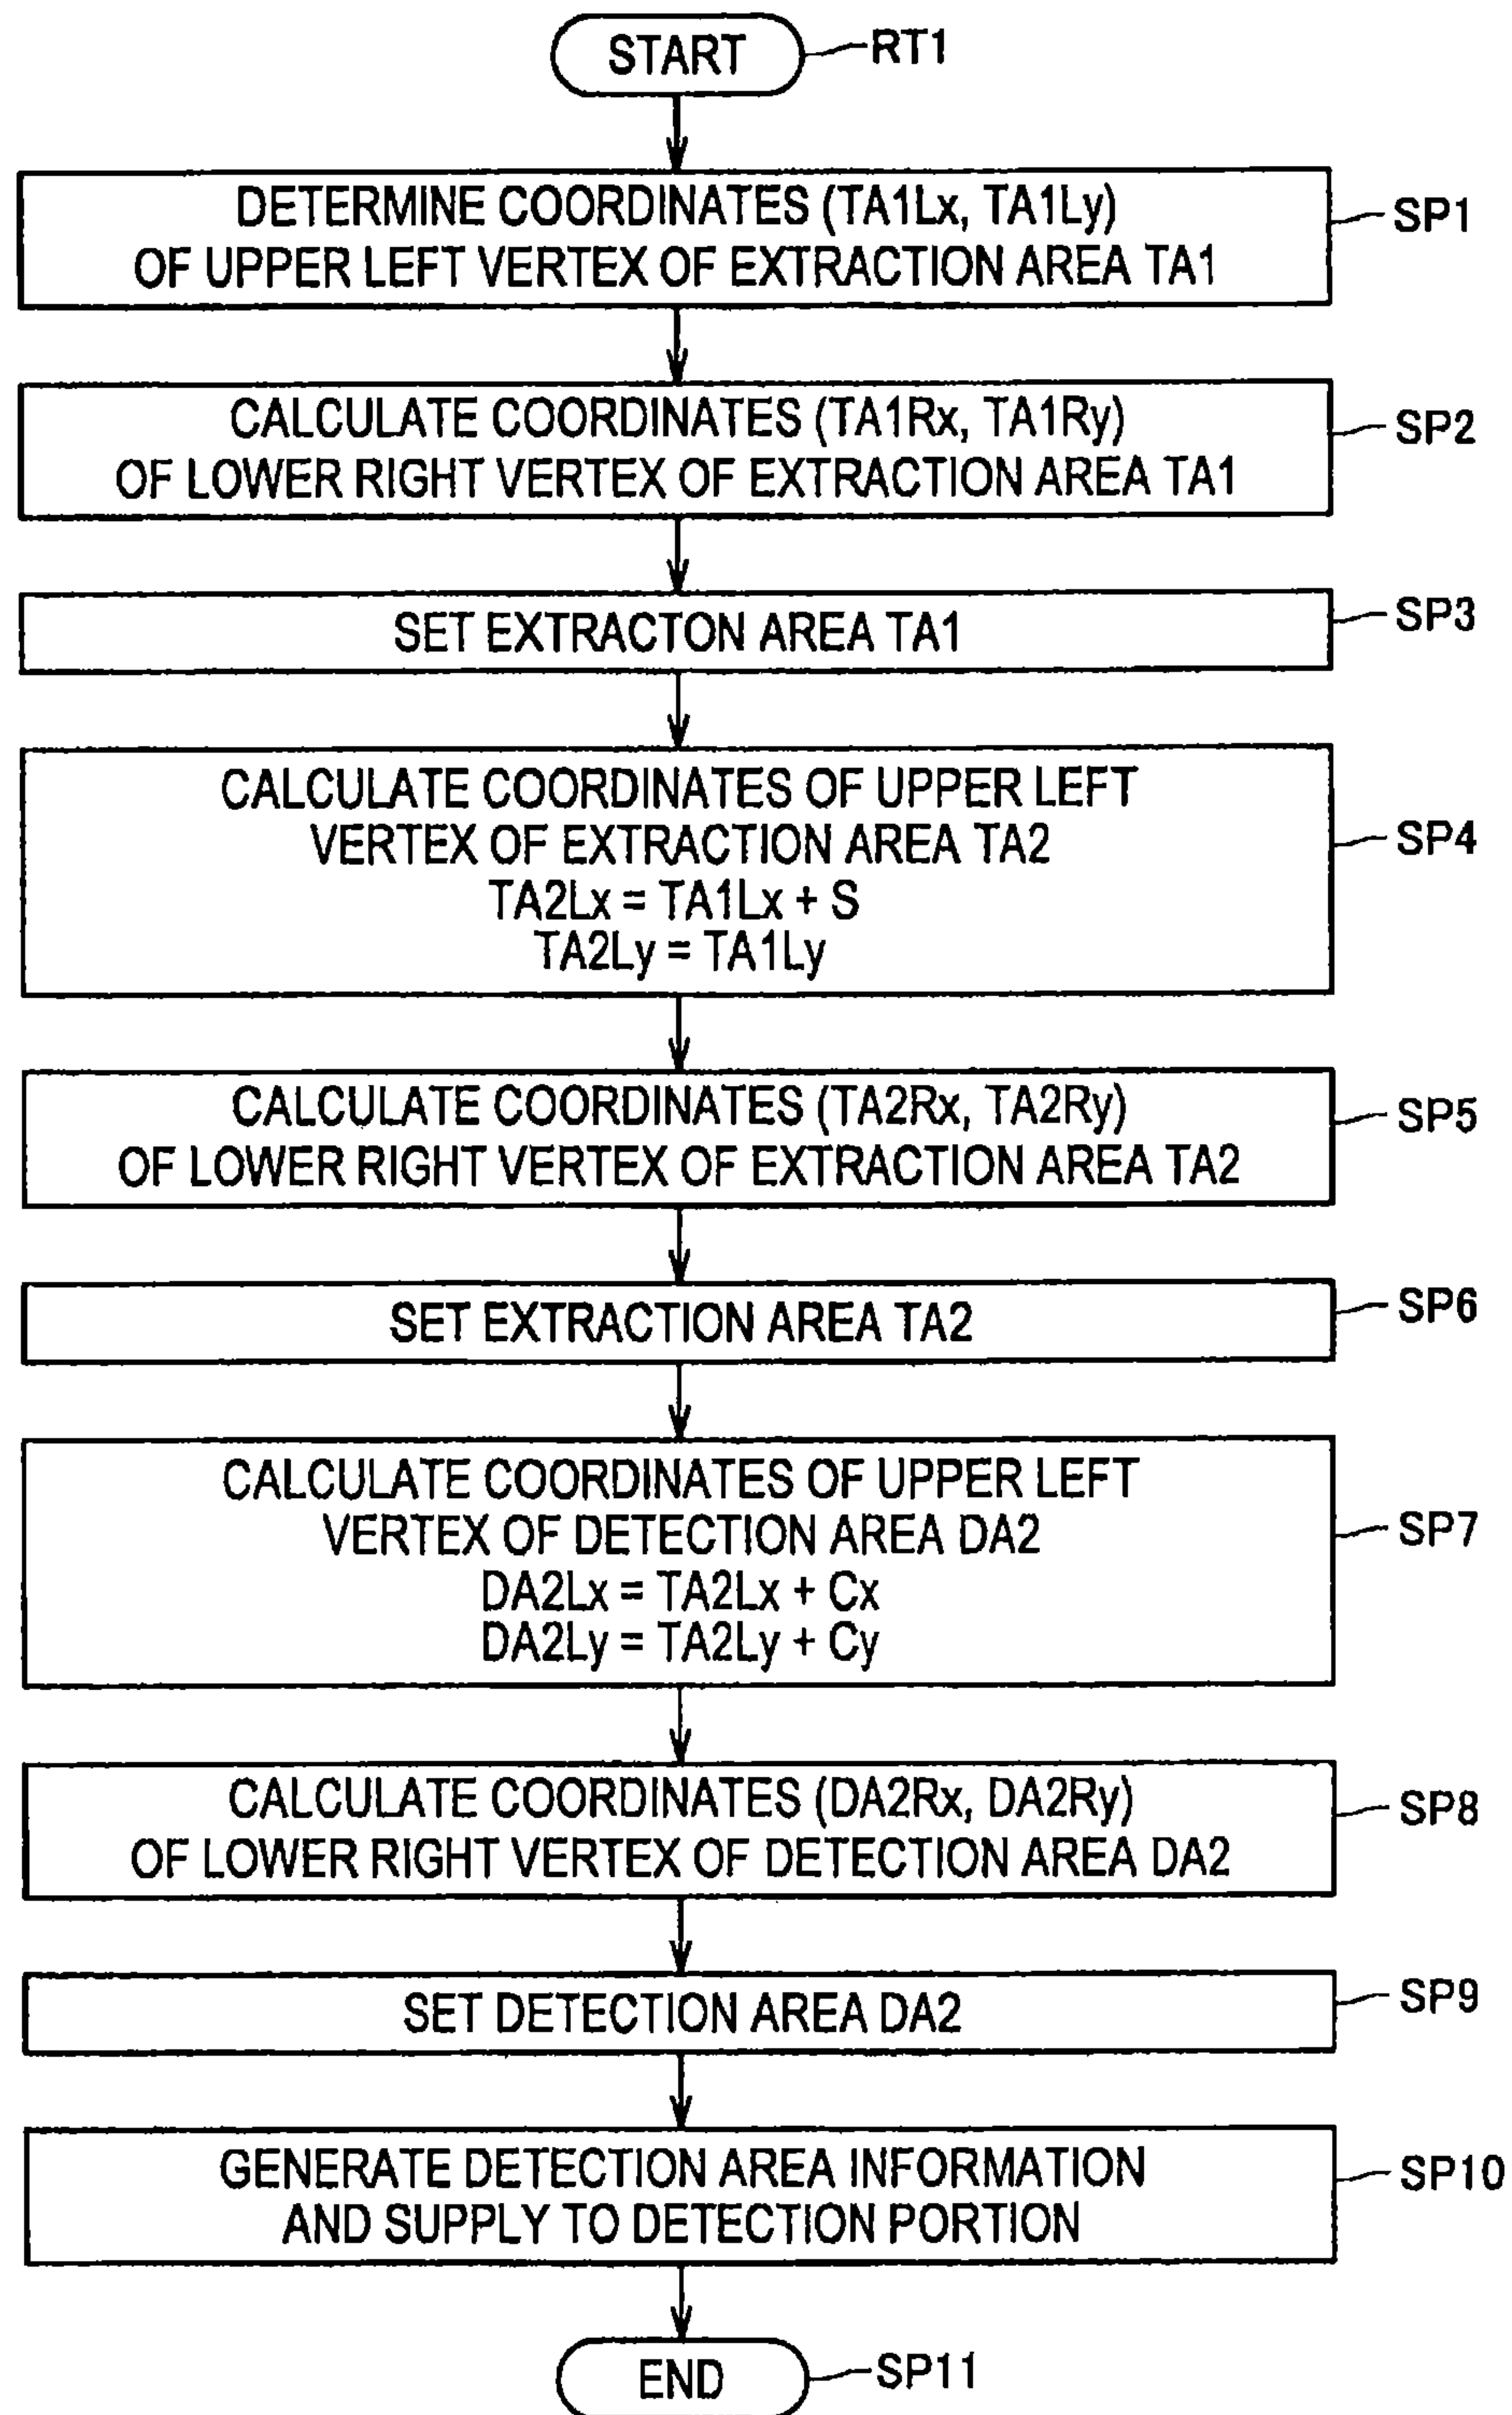 START
RT1
DETERMINE COORDINATES (TA1Lx, TA1Ly)
OF UPPER LEFT VERTEX OF EXTRACTION AREA TA1
SP1
CALCULATE COORDINATES (TA1Rx, TA1Ry)
OF LOWER RIGHT VERTEX OF EXTRACTION AREA TA1
SP2
SET EXTRACTON AREA TA1
SP3
CALCULATE COORDINATES OF UPPER LEFT
VERTEX OF EXTRACTION AREA TA2
TA2Lx = TA1Lx + S
TA2Ly = TA1Ly
SP4
CALCULATE COORDINATES (TA2Rx, TA2Ry)
OF LOWER RIGHT VERTEX OF EXTRACTION AREA TA2
SP5
SET EXTRACTION AREA TA2
SP6
CALCULATE COORDINATES OF UPPER LEFT
VERTEX OF DETECTION AREA DA2
DA2Lx = TA2Lx + Cx
DA2Ly = TA2Ly + Cy
SP7
CALCULATE COORDINATES (DA2Rx, DA2Ry)
OF LOWER RIGHT VERTEX OF DETECTION AREA DA2
SP8
SET DETECTION AREA DA2
SP9
GENERATE DETECTION AREA INFORMATION
AND SUPPLY TO DETECTION PORTION
SP10
END
SP11